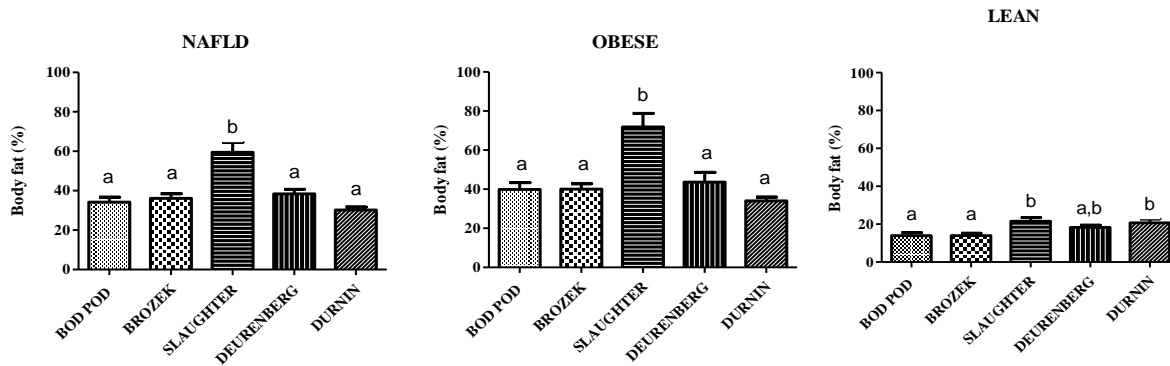 NAFLD
Body fat (%)
100
80
60
40
20
0
a
a
b
a
a
BOD POD
BROZEK
SLAUGHTER
DEURENBERG
DURNIN
OBESE
Body fat (%)
100
80
60
40
20
0
a
a
b
a
a
BOD POD
BROZEK
SLAUGHTER
DEURENBERG
DURNIN
LEAN
Body fat (%)
100
80
60
40
20
0
a
a
b
a,b
b
BOD POD
BROZEK
SLAUGHTER
DEURENBERG
DURNIN